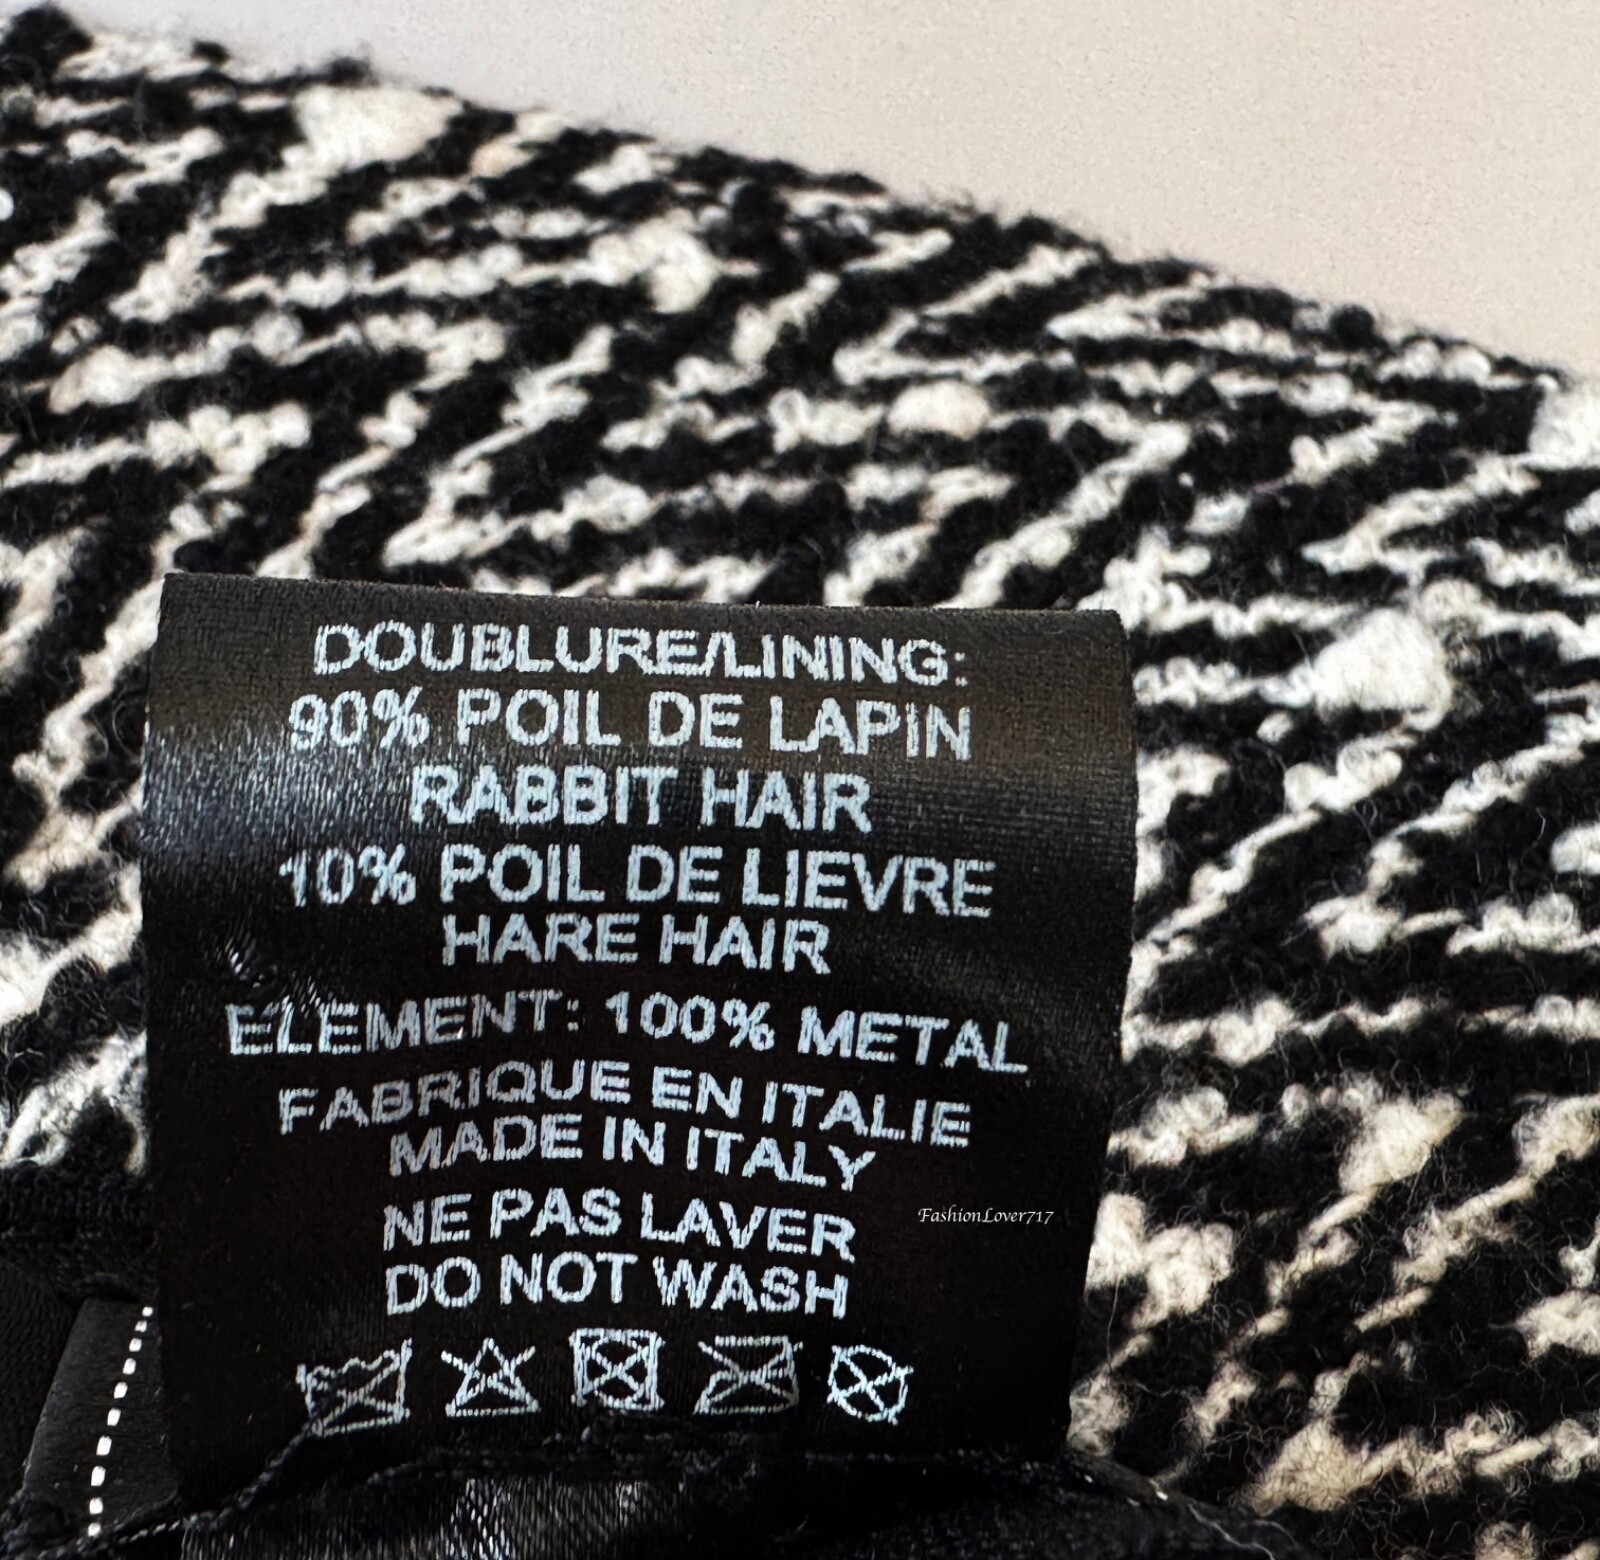 DOUBLURE/LINING:
90% POIL DE LAPIN
RABBIT HAIR
10% POIL DE LIEVRE
HARE HAIR
ELEMENT: 100% METAL
FABRIQUE EN ITALIE
MADE IN ITALY
NE PAS LAVER
DO NOT WASH
FashionLover717